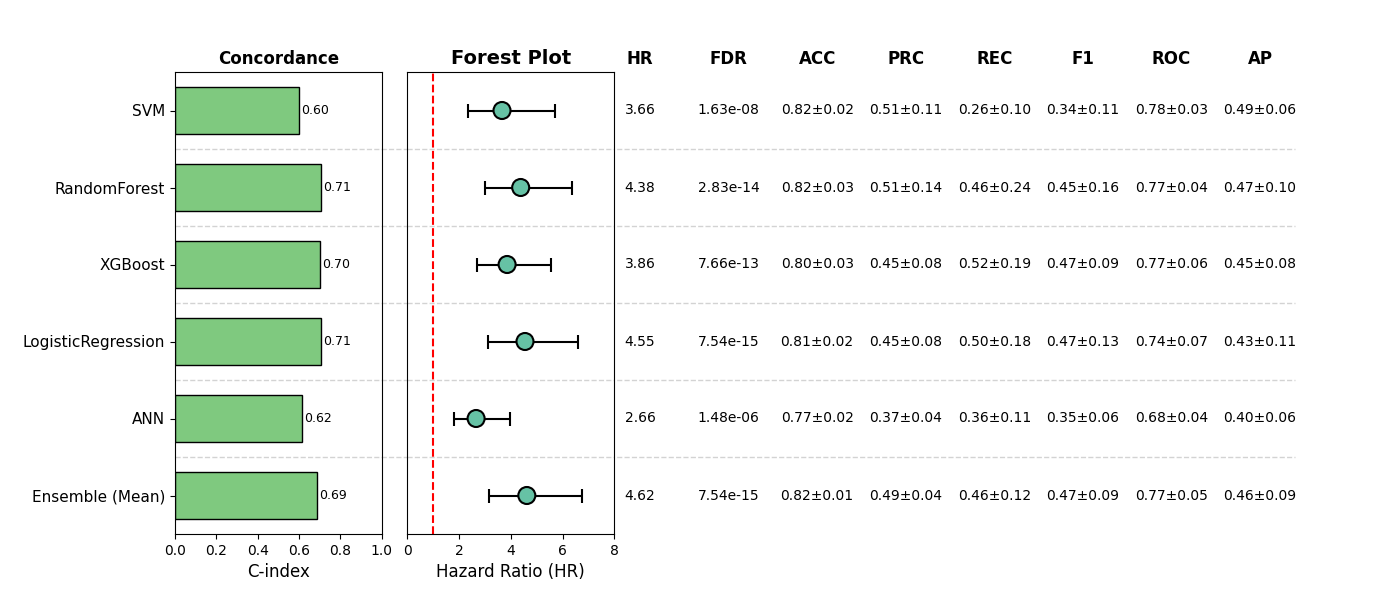 Concordance Forest Plot HR FDR ACC PRC REC F1 ROC AP
SVM 0.60 3.66 1.63e-08 0.82±0.02 0.51±0.11 0.26±0.10 0.34±0.11 0.78±0.03 0.49±0.06
RandomForest 0.71 4.38 2.83e-14 0.82±0.03 0.51±0.14 0.46±0.24 0.45±0.16 0.77±0.04 0.47±0.10
XGBoost 0.70 3.86 7.66e-13 0.80±0.03 0.45±0.08 0.52±0.19 0.47±0.09 0.77±0.06 0.45±0.08
LogisticRegression 0.71 4.55 7.54e-15 0.81±0.02 0.45±0.08 0.50±0.18 0.47±0.13 0.74±0.07 0.43±0.11
ANN 0.62 2.66 1.48e-06 0.77±0.02 0.37±0.04 0.36±0.11 0.35±0.06 0.68±0.04 0.40±0.06
Ensemble (Mean) 0.69 4.62 7.54e-15 0.82±0.01 0.49±0.04 0.46±0.12 0.47±0.09 0.77±0.05 0.46±0.09
0.0 0.2 0.4 0.6 0.8 1.0 0 2 4 6 8
C-index Hazard Ratio (HR)